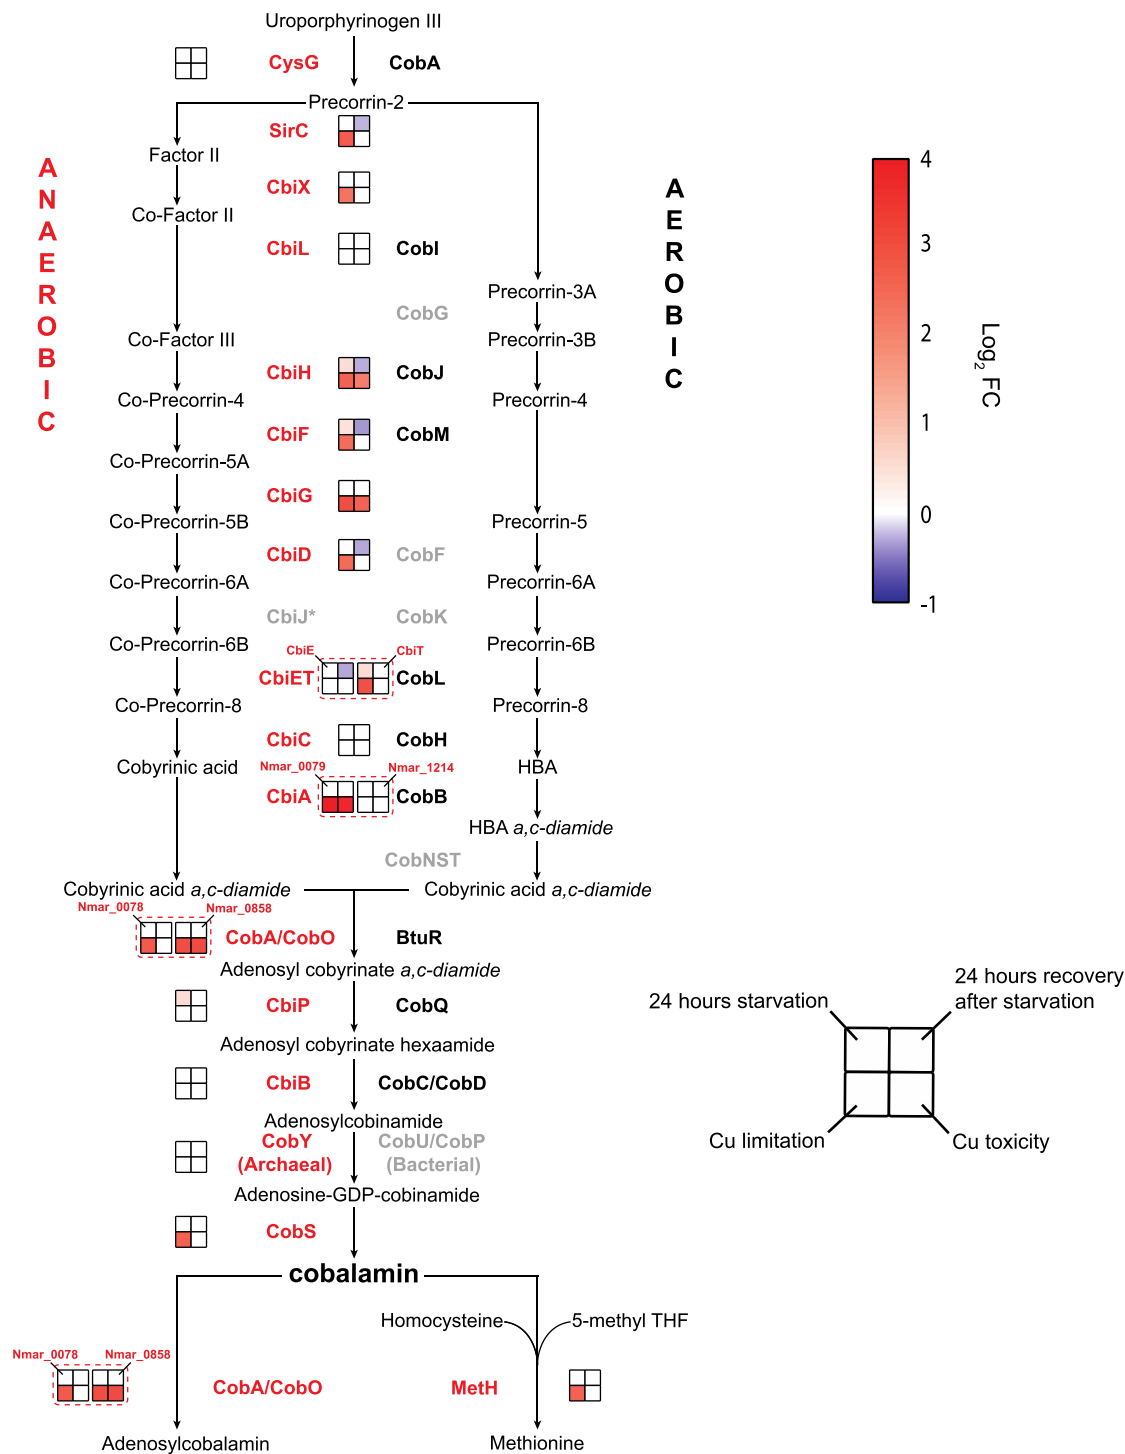 Uroporphyrinogen III
CysG CobA
Precorrin-2
SirC
Factor II
CbiX
Co-Factor II
CbiL CobI
Precorrin-3A
CobG
Co-Factor III Precorrin-3B
CbiH CobJ
Co-Precorrin-4 Precorrin-4
CbiF CobM
Co-Precorrin-5A
CbiG
Co-Precorrin-5B Precorrin-5
CbiD CobF
Co-Precorrin-6A Precorrin-6A
CbiJ* CobK
Co-Precorrin-6B Precorrin-6B
CbiE CbiT
CbiET CobL
Co-Precorrin-8 Precorrin-8
CbiC CobH
Cobyrinic acid HBA
Nmar_0079 Nmar_1214
CbiA CobB
HBA a,c-diamide
CobNST
Cobyrinic acid a,c-diamide Cobyrinic acid a,c-diamide
Nmar_0078 Nmar_0858
CobA/CobO BtuR
Adenosyl cobyrinate a,c-diamide
CbiP CobQ
Adenosyl cobyrinate hexaamide
CbiB CobC/CobD
Adenosylcobinamide
CobY CobU/CobP
(Archaeal) (Bacterial)
Adenosine-GDP-cobinamide
CobS
cobalamin
Homocysteine 5-methyl THF
Nmar_0078 Nmar_0858
CobA/CobO MetH
Adenosylcobalamin Methionine
ANAEROBIC
AEROBIC
4
3
2
1
0
-1
Log2 FC
24 hours starvation
24 hours recovery
after starvation
Cu limitation
Cu toxicity